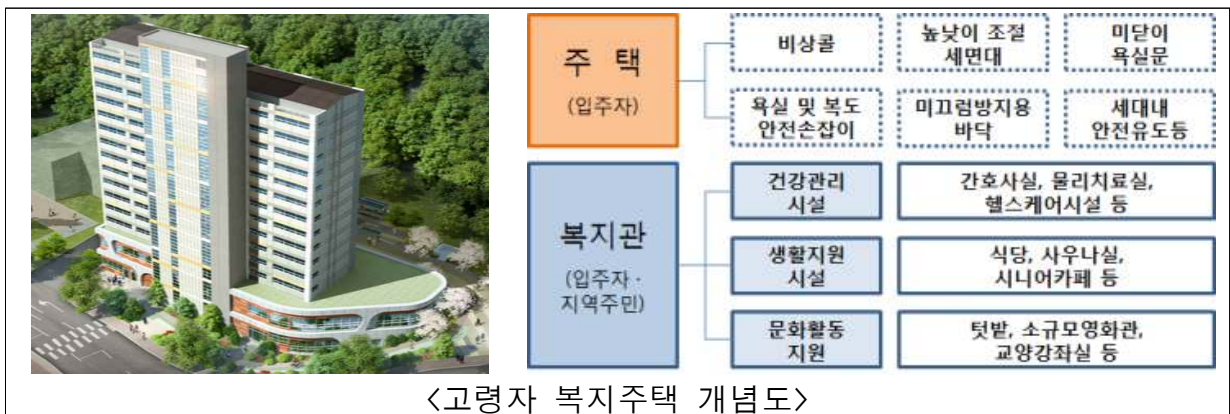 주 택
(입주자)
비상콜
높낮이 조절
세면대
미닫이
욕실문
욕실 및 복도
안전손잡이
미끄럼방지용
바닥
세대내
안전유도등
복지관
(입주자 ·
지역주민)
건강관리
시설
간호사실, 물리치료실,
헬스케어시설 등
생활지원
시설
식당, 사우나실,
시니어카페 등
문화활동
지원
텃밭, 소규모영화관,
교양강좌실 등
<고령자 복지주택 개념도>